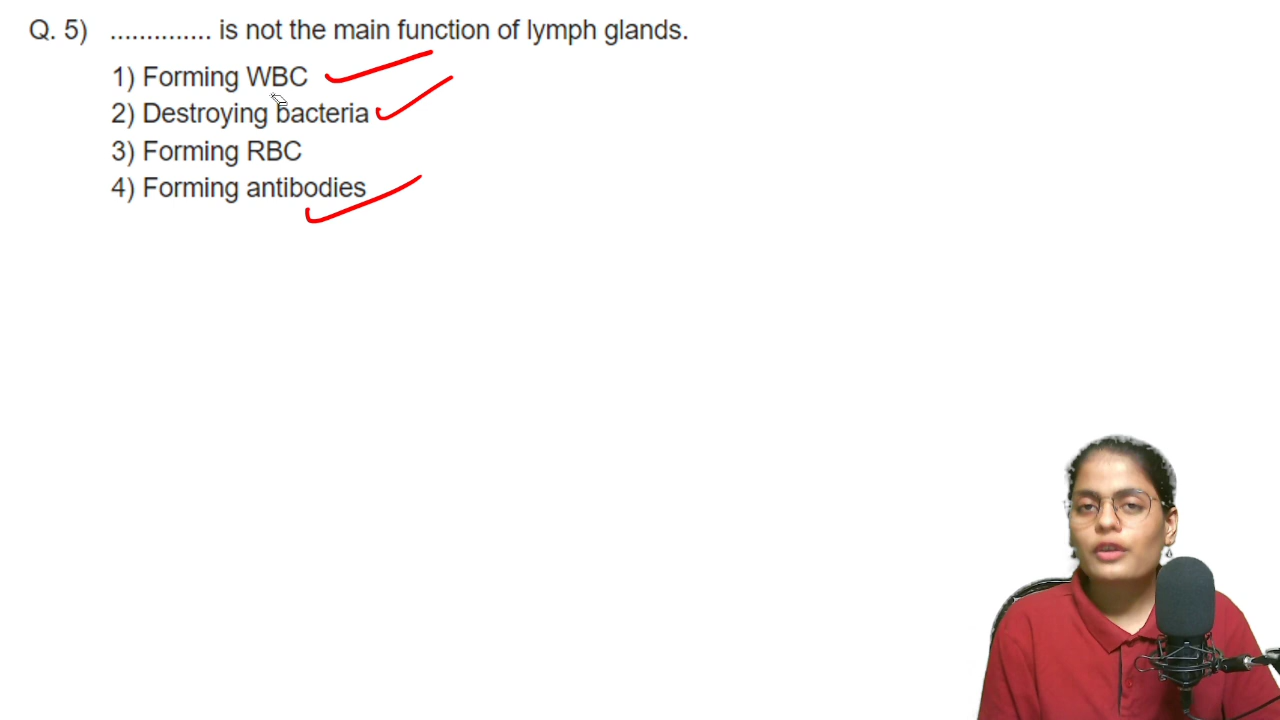 Q. 5) .............. is not the main function of lymph glands.
1) Forming WBC
2) Destroying bacteria
3) Forming RBC
4) Forming antibodies